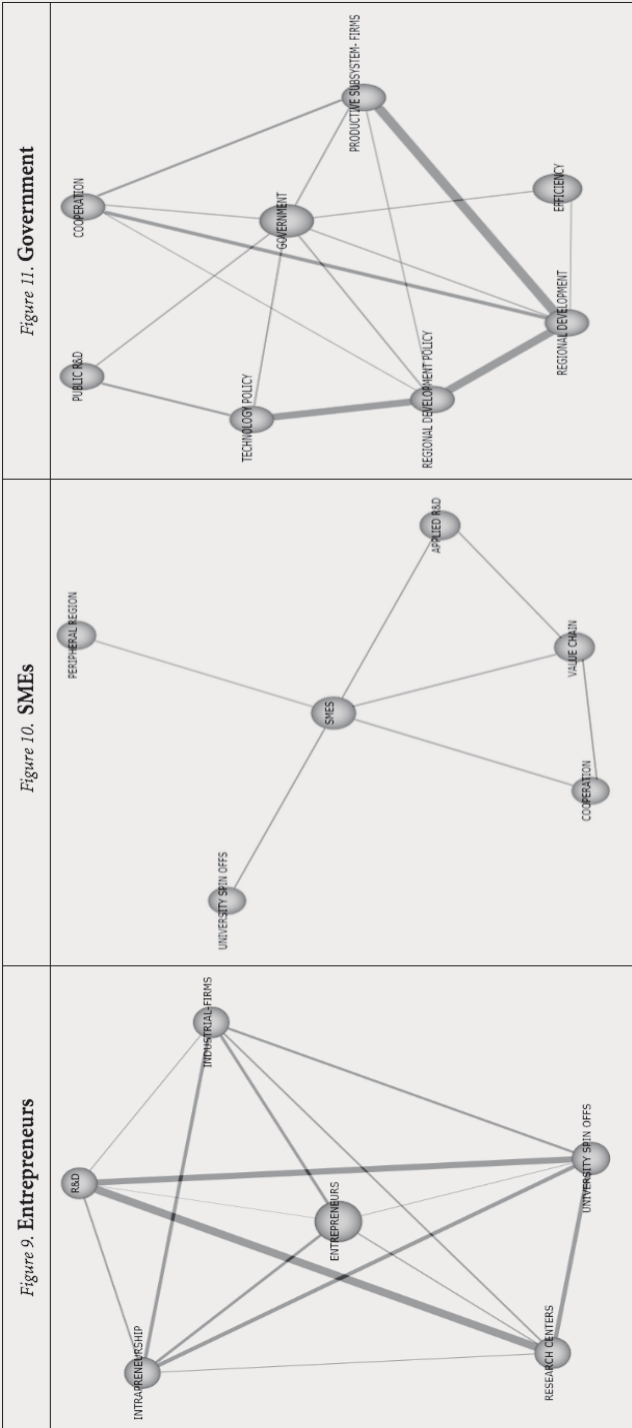 Figure 9. Entrepreneurs
R&D
INDUSTRIAL-FIRMS
INTRAPRENEURSHIP
ENTREPRENEURS
RESEARCH CENTERS
UNIVERSITY SPIN OFFS
Figure 10. SMEs
PERIPHERAL REGION
UNIVERSITY SPIN OFFS
SMES
APPLIED R&D
VALUE CHAIN
COOPERATION
Figure 11. Government
COOPERATION
PUBLIC R&D
PRODUCTIVE SUBSYSTEM- FIRMS
GOVERNMENT
TECHNOLOGY POLICY
EFFICIENCY
REGIONAL DEVELOPMENT POLICY
REGIONAL DEVELOPMENT